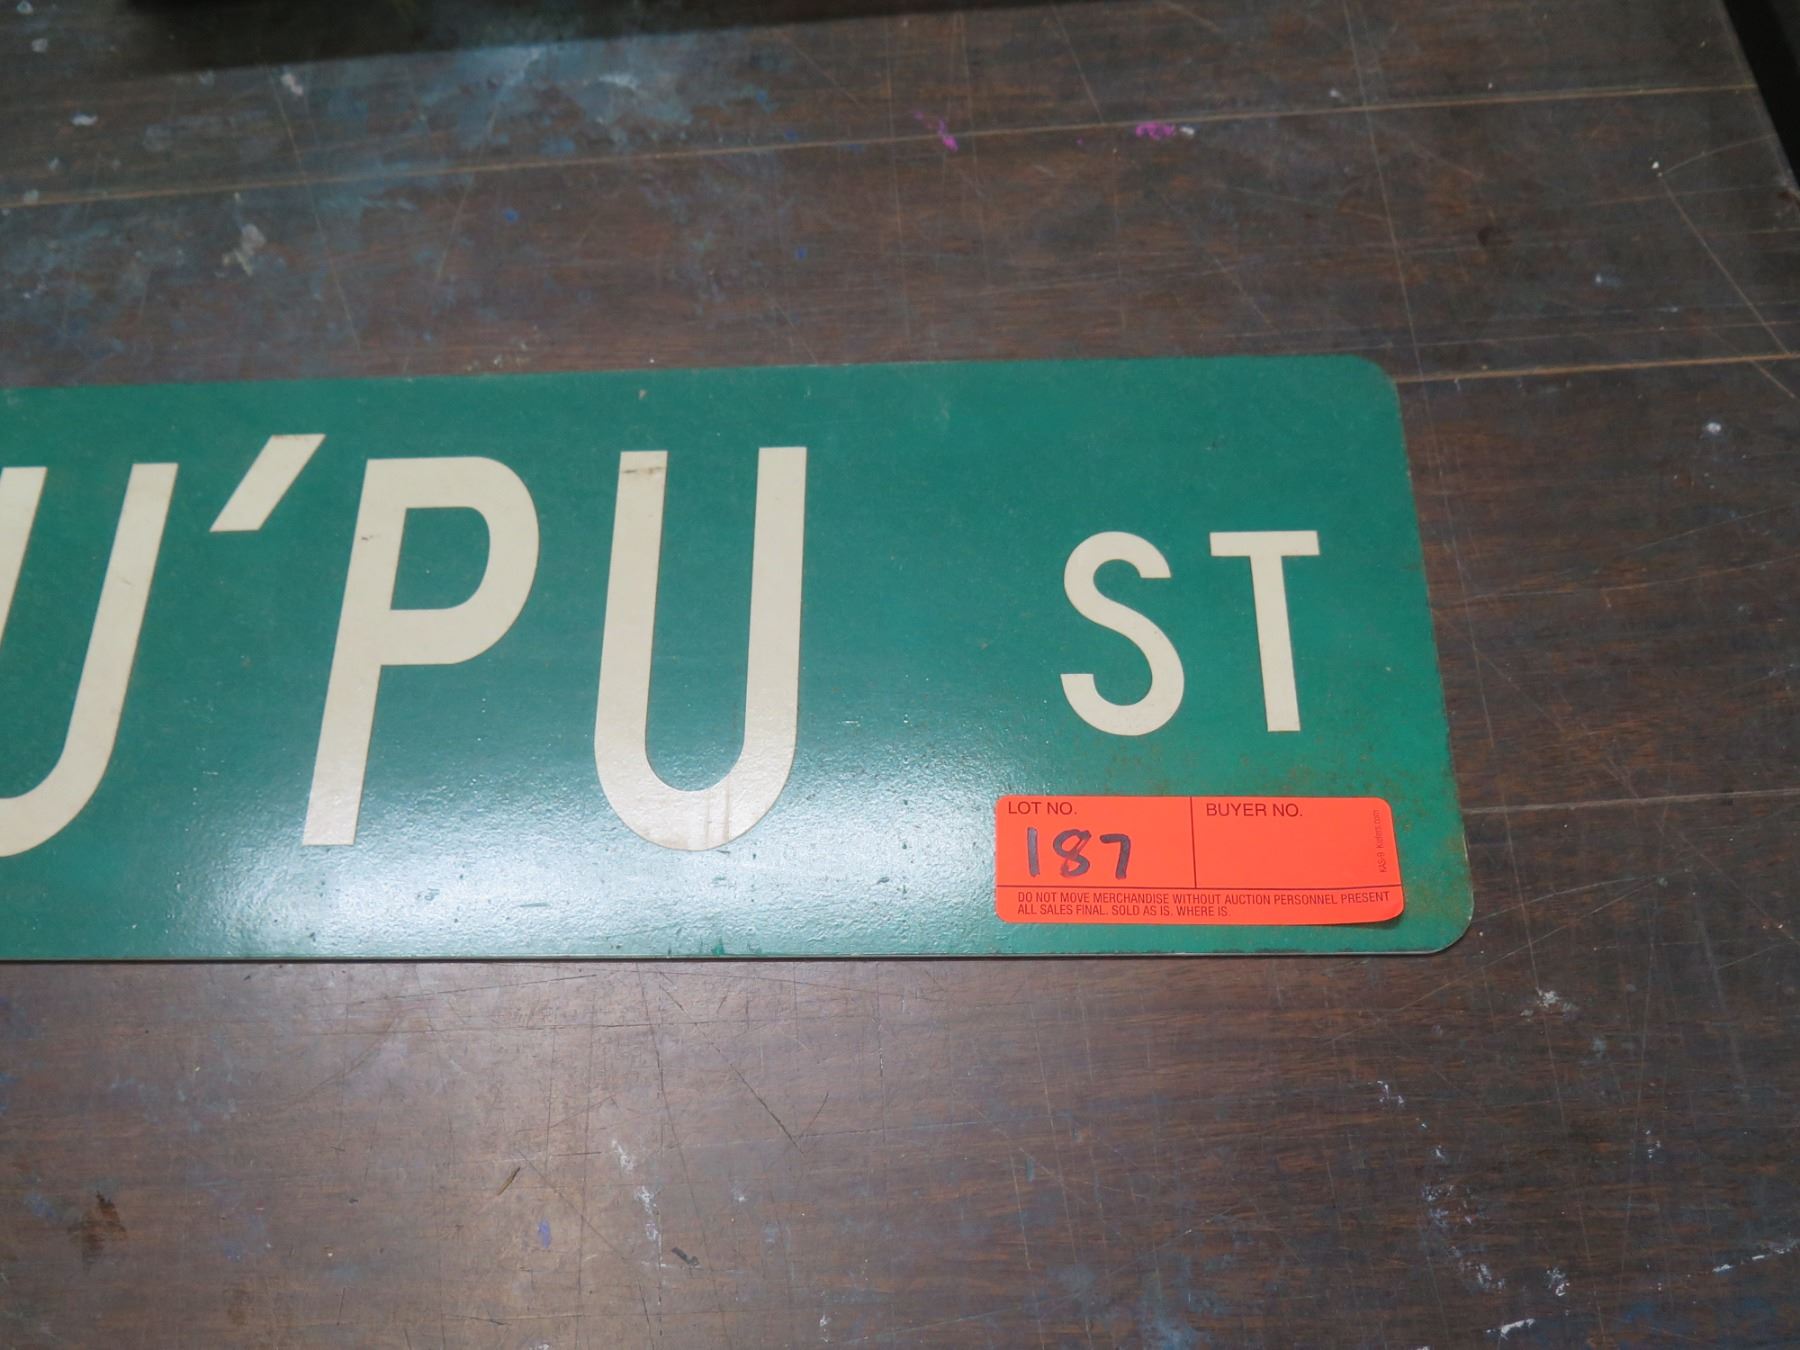 U'PU ST
LOT NO.
187
BUYER NO.
DO NOT MOVE MERCHANDISE WITHOUT AUCTION PERSONNEL PRESENT
ALL SALES FINAL. SOLD AS IS. WHERE IS.